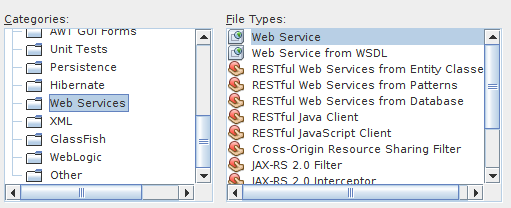 Categories:
AWT GUI Forms
Unit Tests
Persistence
Hibernate
Web Services
XML
GlassFish
WebLogic
Other
File Types:
Web Service
Web Service from WSDL
RESTful Web Services from Entity Classe
RESTful Web Services from Patterns
RESTful Web Services from Database
RESTful Java Client
RESTful JavaScript Client
Cross-Origin Resource Sharing Filter
JAX-RS 2.0 Filter
JAX-RS 2.0 Interceptor